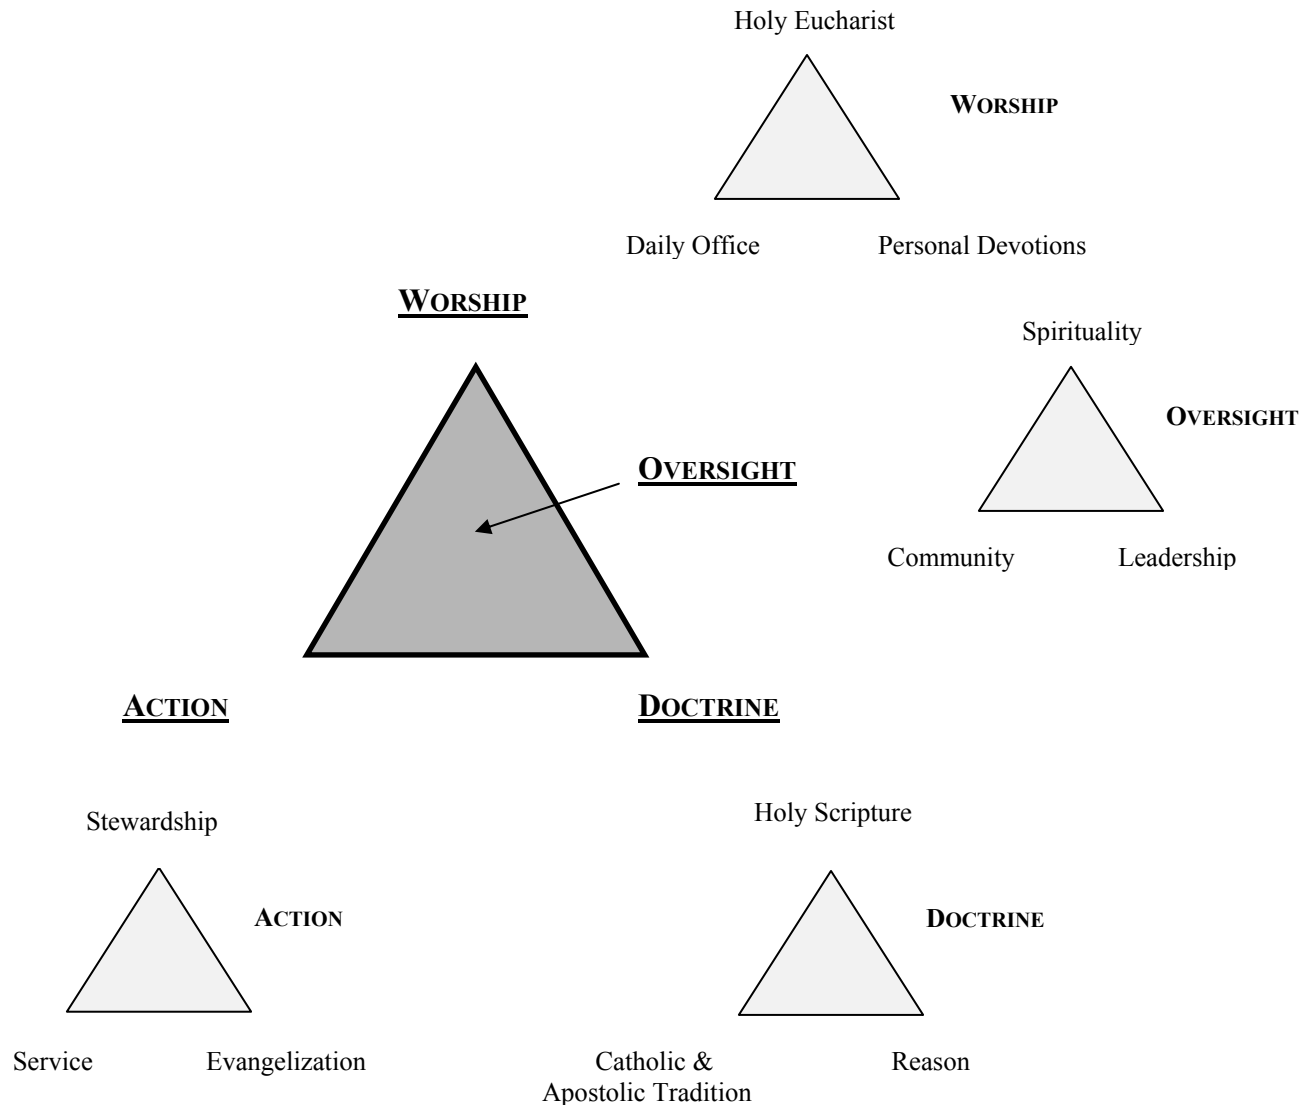 Holy Eucharist
WORSHIP
Daily Office Personal Devotions
WORSHIP
Spirituality
OVERSIGHT
OVERSIGHT
Community Leadership
ACTION DOCTRINE
Stewardship
Holy Scripture
ACTION
DOCTRINE
Service Evangelization
Catholic &
Apostolic Tradition
Reason